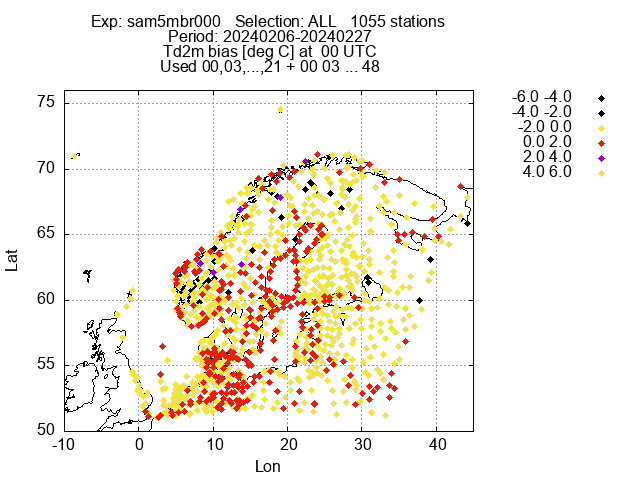 Exp: sam5mbr000 Selection: ALL 1055 stations
Period: 20240206-20240227
Td2m bias [deg C] at 00 UTC
Used 00,03,...,21 + 00 03 ... 48
-6.0 -4.0
-4.0 -2.0
-2.0 0.0
0.0 2.0
2.0 4.0
4.0 6.0
75
70
65
60
55
50
Lat
-10 0 10 20 30 40
Lon